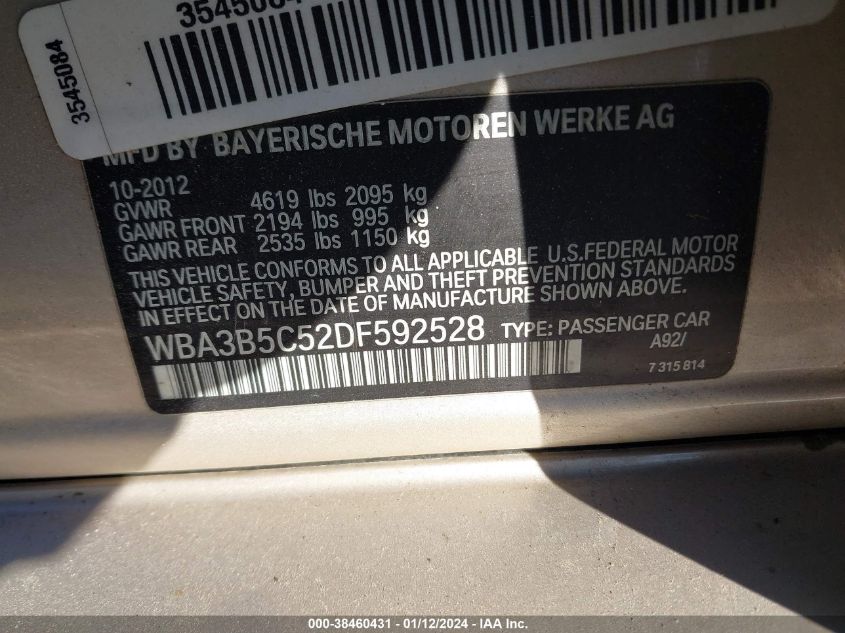 3545084
MFD BY BAYERISCHE MOTOREN WERKE AG
10-2012
GVWR 4619 lbs 2095 kg
GAWR FRONT 2194 lbs 995 kg
GAWR REAR 2535 lbs 1150 kg
THIS VEHICLE CONFORMS TO ALL APPLICABLE U.S.FEDERAL MOTOR
VEHICLE SAFETY, BUMPER AND THEFT PREVENTION STANDARDS
IN EFFECT ON THE DATE OF MANUFACTURE SHOWN ABOVE.
WBA3B5C52DF592528 TYPE: PASSENGER CAR
A92/
7 315 814
000-38460431 - 01/12/2024 - IAA Inc.